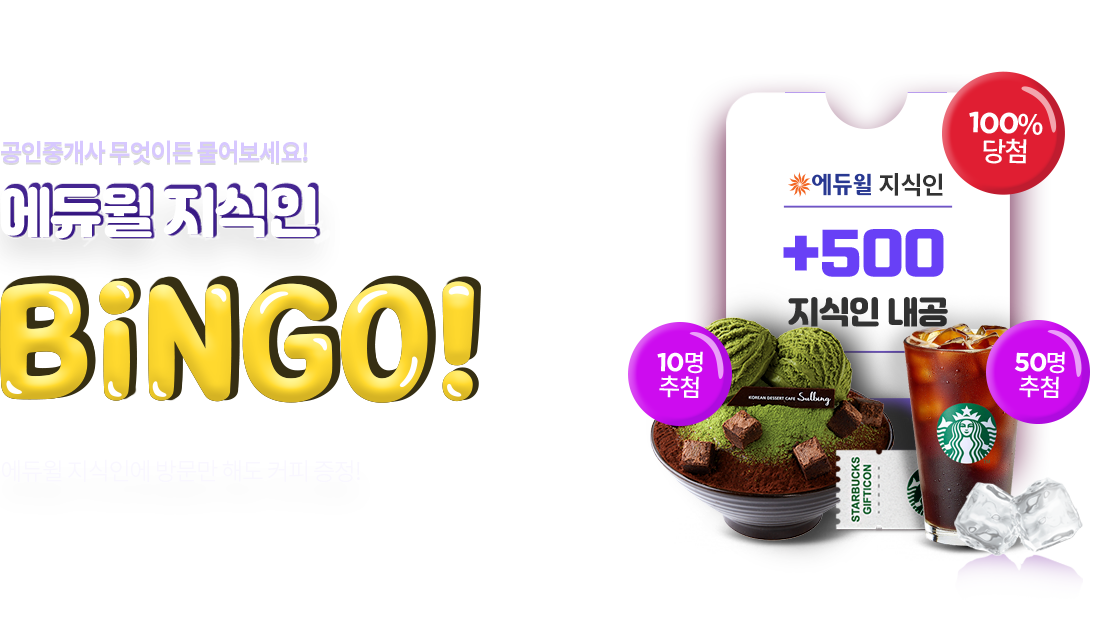 공인중개사 무엇이든 물어보세요!
에듀윌 지식인
BiNGO!
에듀윌 지식인에 방문만 해도 커피 증정!
100%
당첨
에듀윌 지식인
+500
지식인 내공
10명
추첨
50명
추첨
KOREAN DESSERT CAFE Sulbing
STARBUCKS
GIFTICON